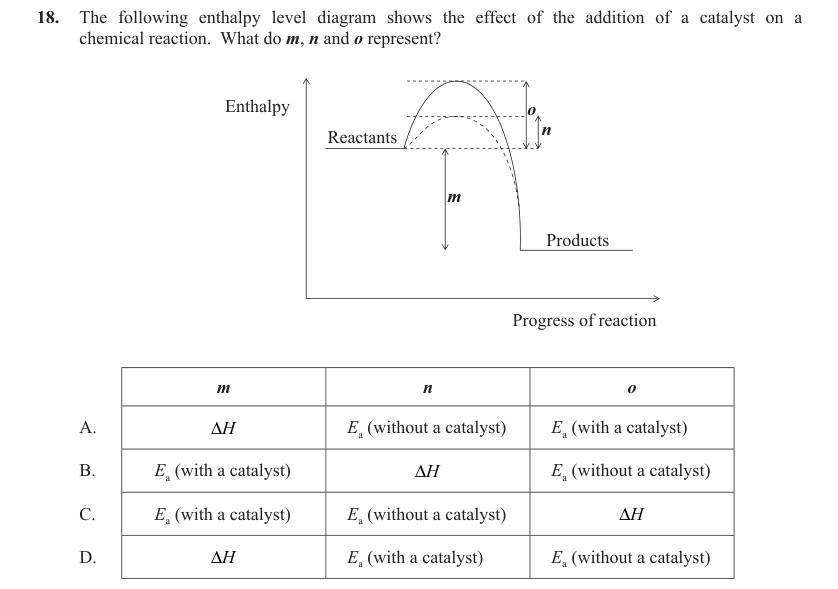 18. The following enthalpy level diagram shows the effect of the addition of a catalyst on a
chemical reaction. What do m, n and o represent?
Enthalpy
o
n
Reactants
m
Products
Progress of reaction
m n o
A. ΔH Eₐ (without a catalyst) Eₐ (with a catalyst)
B. Eₐ (with a catalyst) ΔH Eₐ (without a catalyst)
C. Eₐ (with a catalyst) Eₐ (without a catalyst) ΔH
D. ΔH Eₐ (with a catalyst) Eₐ (without a catalyst)